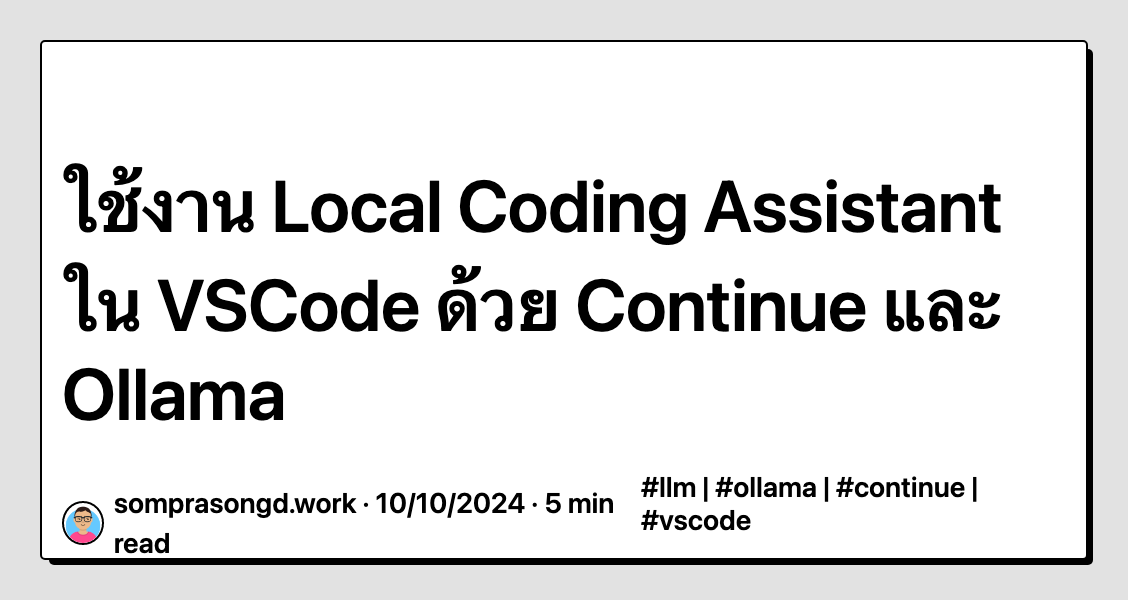 ใช้งาน Local Coding Assistant
ใน VSCode ด้วย Continue และ
Ollama
somprasongd.work · 10/10/2024 · 5 min
read
#llm | #ollama | #continue |
#vscode